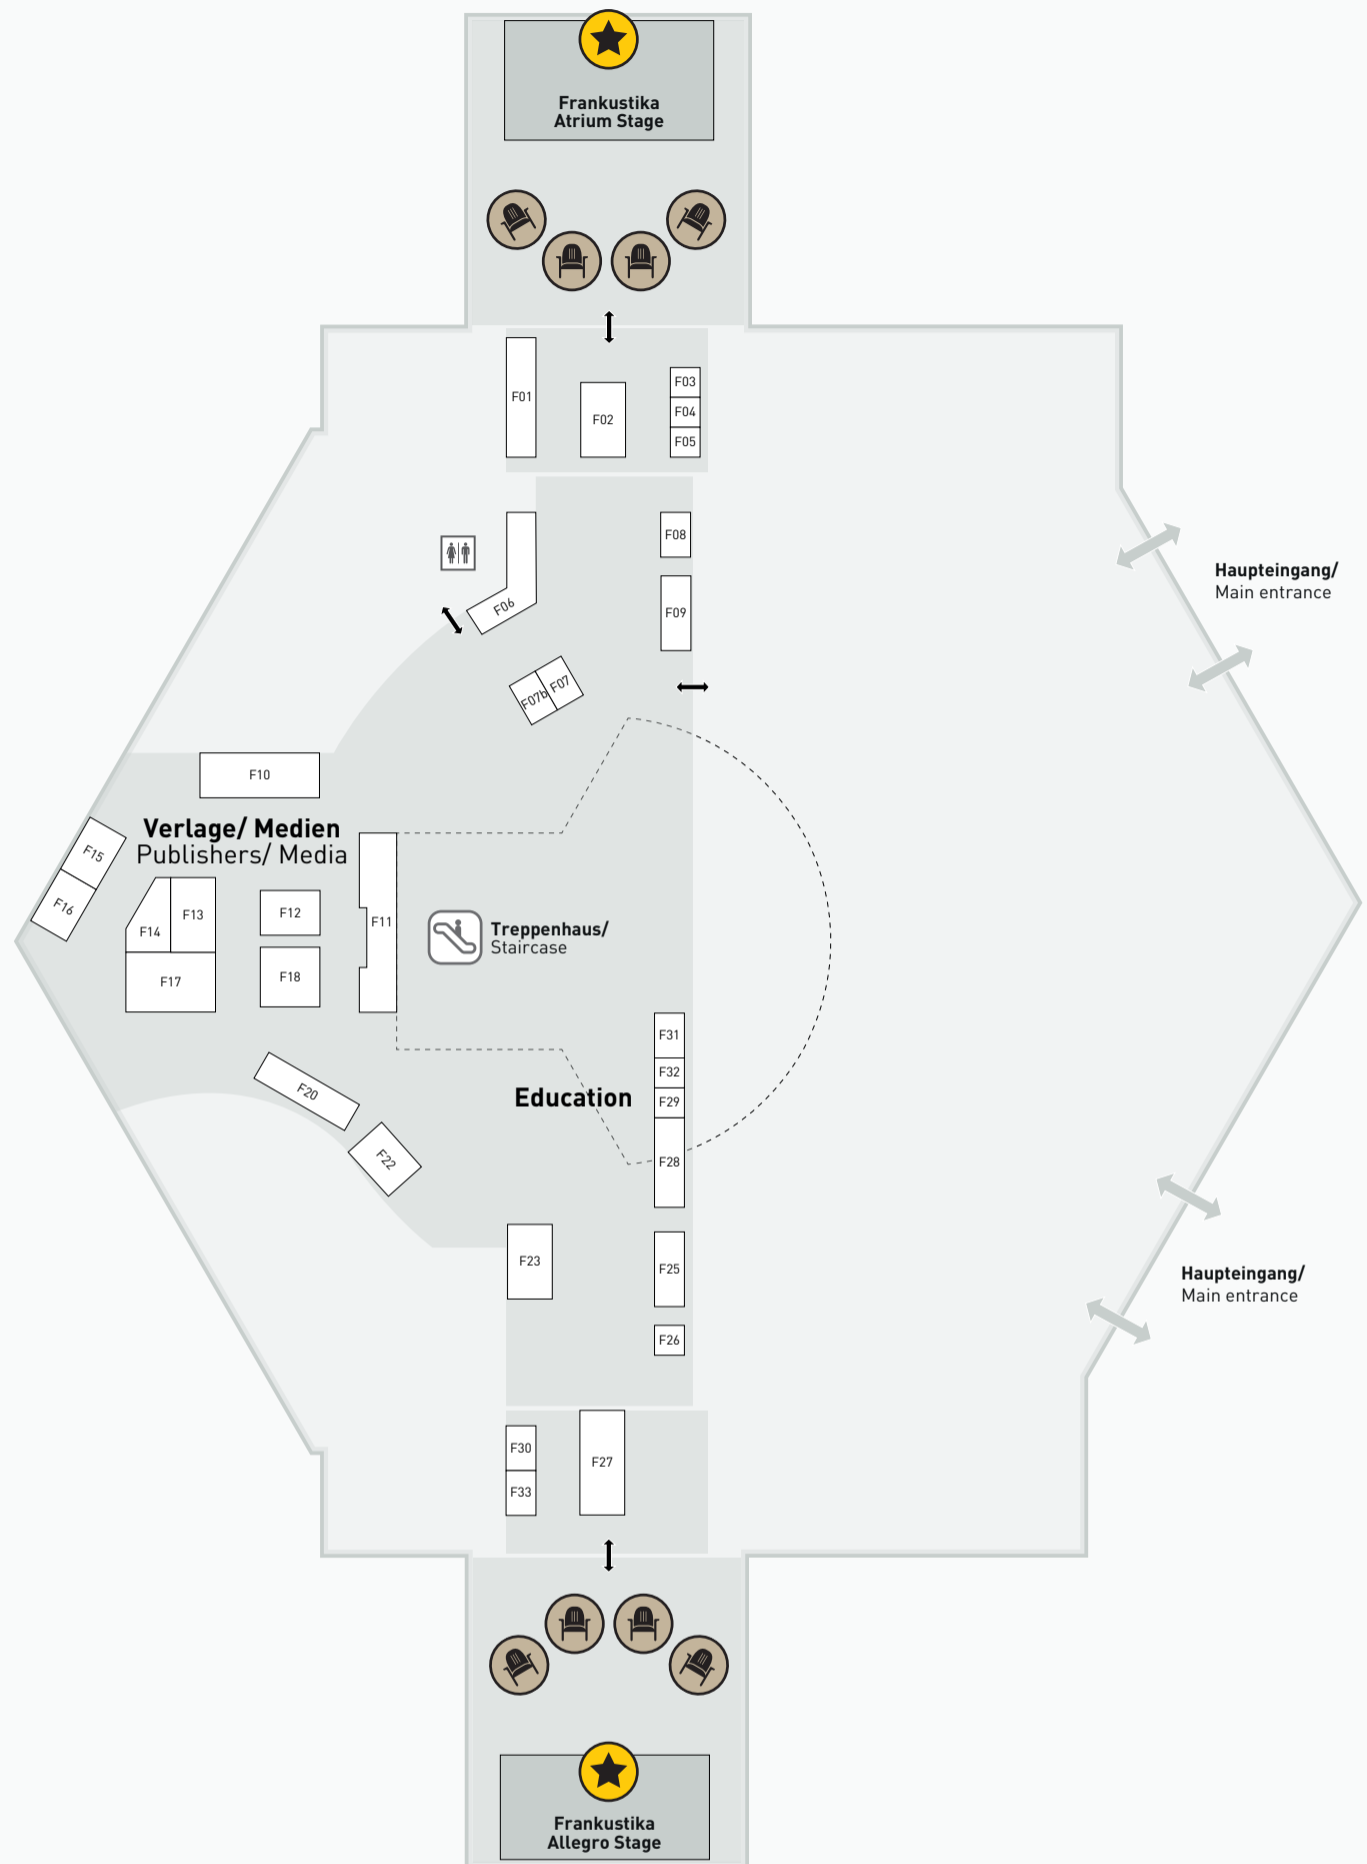 Frankustika
Atrium Stage
F01
F02
F03
F04
F05
F08
F06
F09
Haupteingang/
Main entrance
F07b
F07
F10
Verlage/ Medien
Publishers/ Media
F15
F16
F14
F13
F12
F11
F17
F18
Treppenhaus/
Staircase
F31
F32
F29
F28
Education
F20
F22
F23
F25
F26
Haupteingang/
Main entrance
F30
F33
F27
Frankustika
Allegro Stage